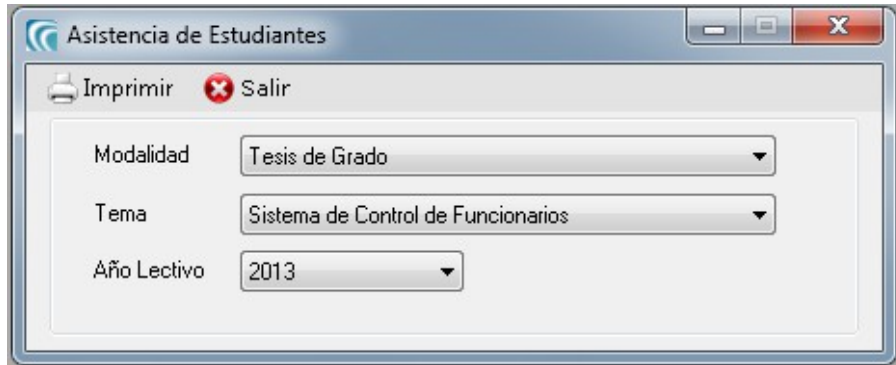 Asistencia de Estudiantes
Imprimir Salir
Modalidad Tesis de Grado
Tema Sistema de Control de Funcionarios
Año Lectivo 2013